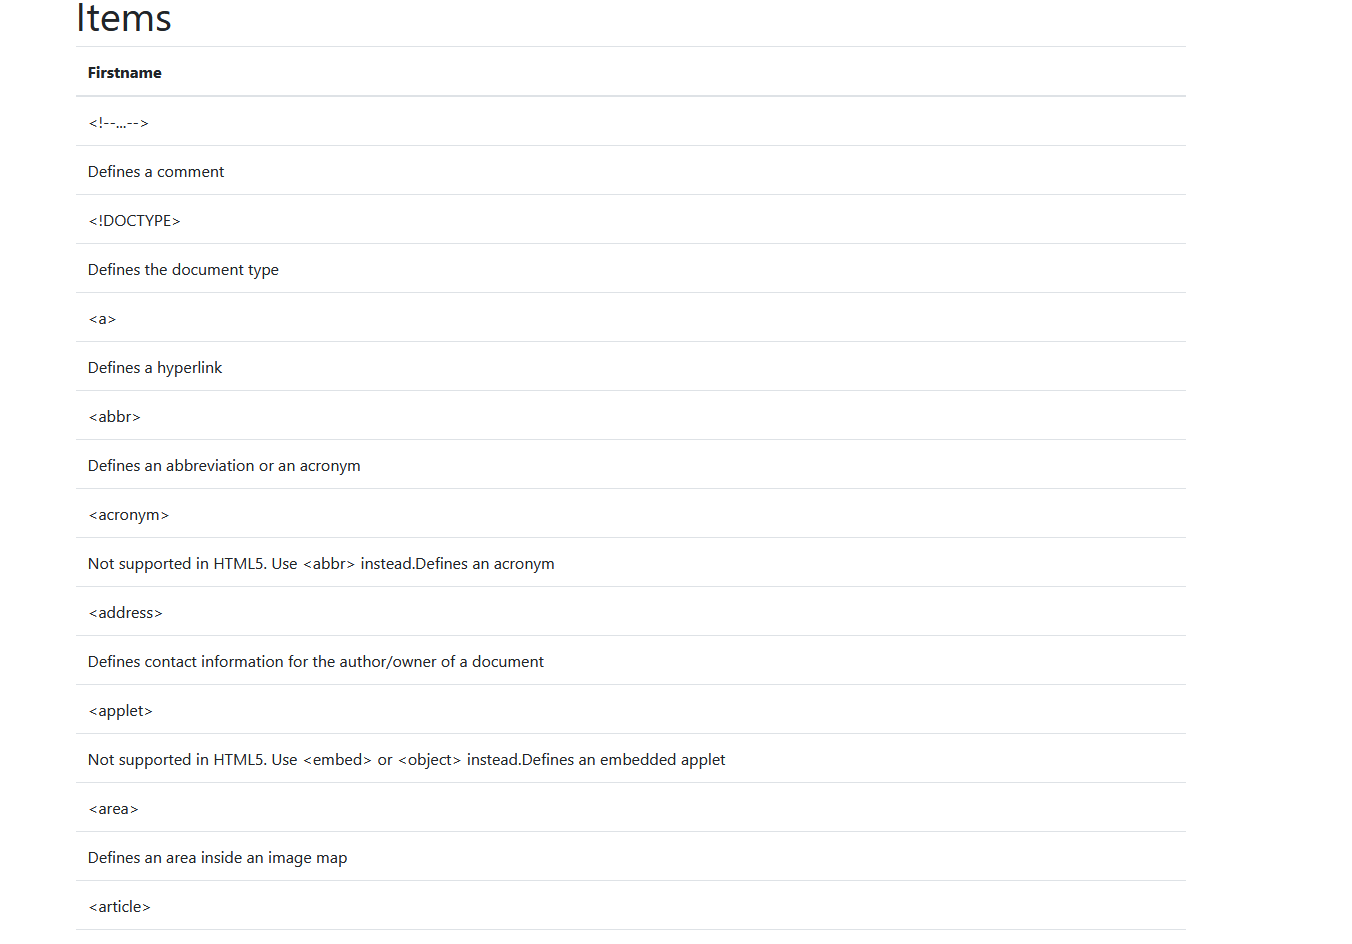 Items
Firstname
<!--...-->
Defines a comment
<!DOCTYPE>
Defines the document type
<a>
Defines a hyperlink
<abbr>
Defines an abbreviation or an acronym
<acronym>
Not supported in HTML5. Use <abbr> instead.Defines an acronym
<address>
Defines contact information for the author/owner of a document
<applet>
Not supported in HTML5. Use <embed> or <object> instead.Defines an embedded applet
<area>
Defines an area inside an image map
<article>